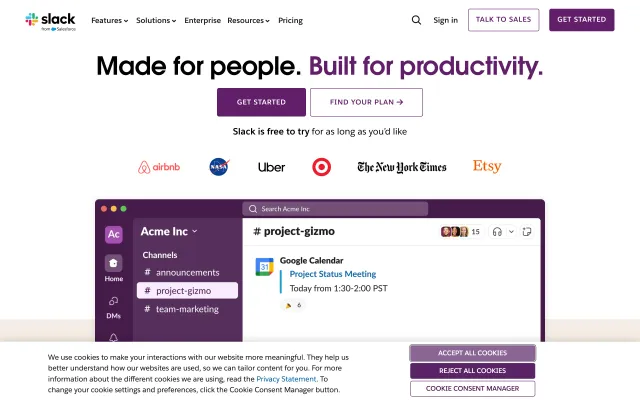 slack
from salesforce
Features
Solutions
Enterprise
Resources
Pricing
Sign in
TALK TO SALES
GET STARTED
Made for people. Built for productivity.
GET STARTED
FIND YOUR PLAN →
Slack is free to try for as long as you'd like
airbnb
NASA
Uber
The New York Times
Etsy
Search Acme Inc
Ac
Acme Inc
# project-gizmo
15
Channels
# announcements
# project-gizmo
# team-marketing
Home
DMs
31
Google Calendar
Project Status Meeting
Today from 1:30-2:00 PST
6
We use cookies to make your interactions with our website more meaningful. They help us
better understand how our websites are used, so we can tailor content for you. For more
information about the different cookies we are using, read the Privacy Statement. To
change your cookie settings and preferences, click the Cookie Consent Manager button.
ACCEPT ALL COOKIES
REJECT ALL COOKIES
COOKIE CONSENT MANAGER